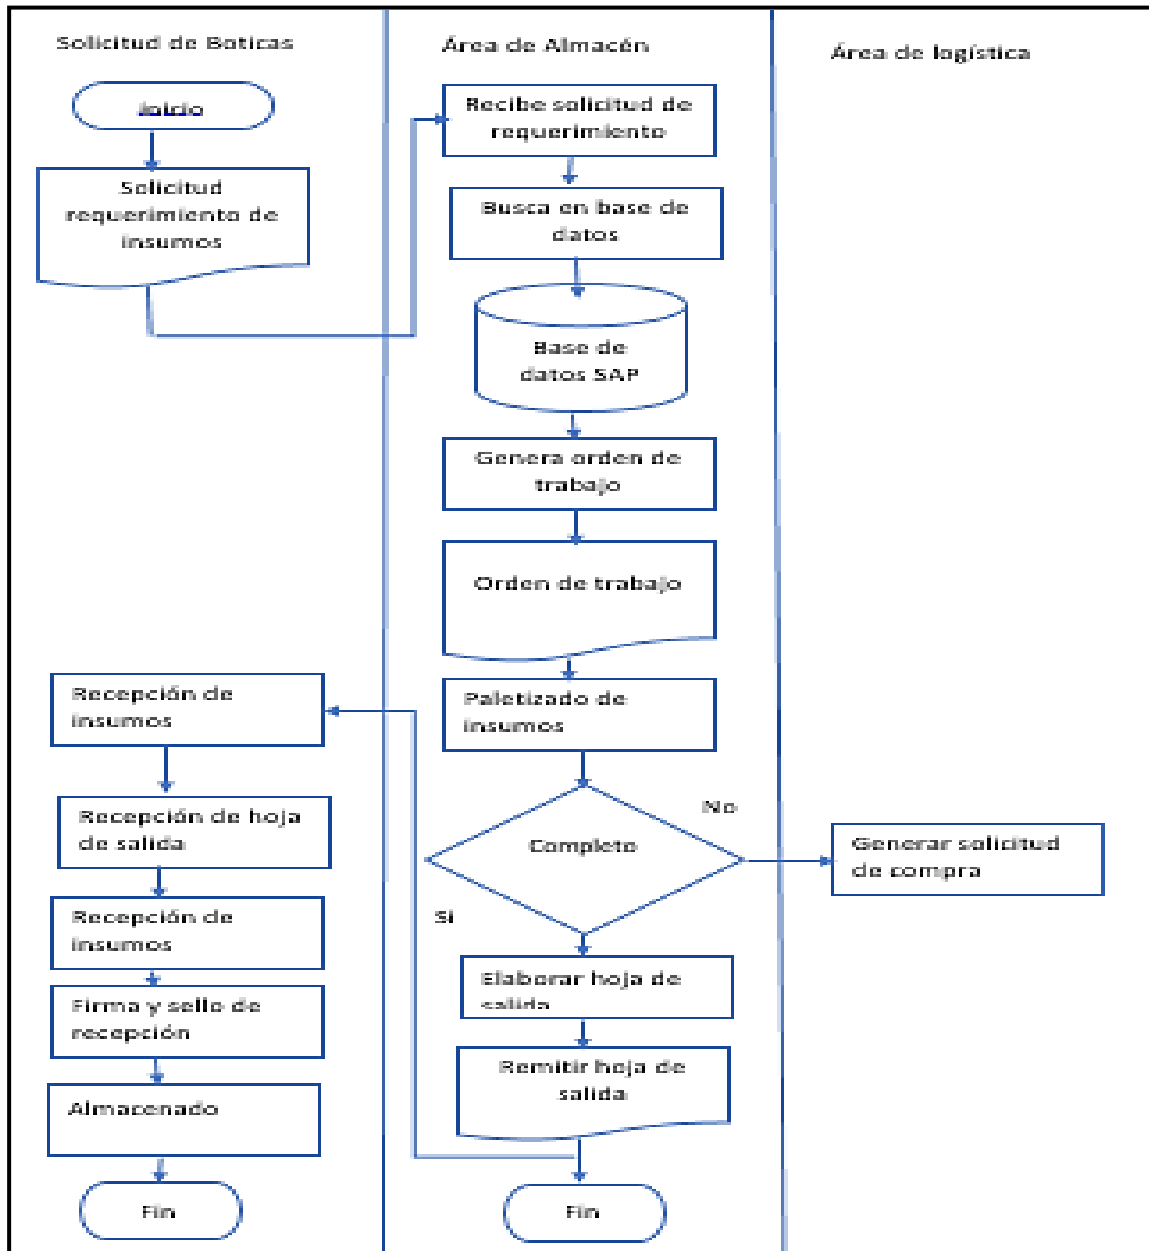 Solicitud de Boticas
Área de Almacén
Área de logística
Inicio
Solicitud
requerimiento de
insumos
Recibe solicitud de
requerimiento
Busca en base de
datos
Base de
datos SAP
Genera orden de
trabajo
Orden de trabajo
Paletizado de
insumos
Completo
No
Si
Generar solicitud
de compra
Elaborar hoja de
salida
Remitir hoja de
salida
Fin
Recepción de
insumos
Recepción de hoja
de salida
Recepción de
insumos
Firma y sello de
recepción
Almacenado
Fin